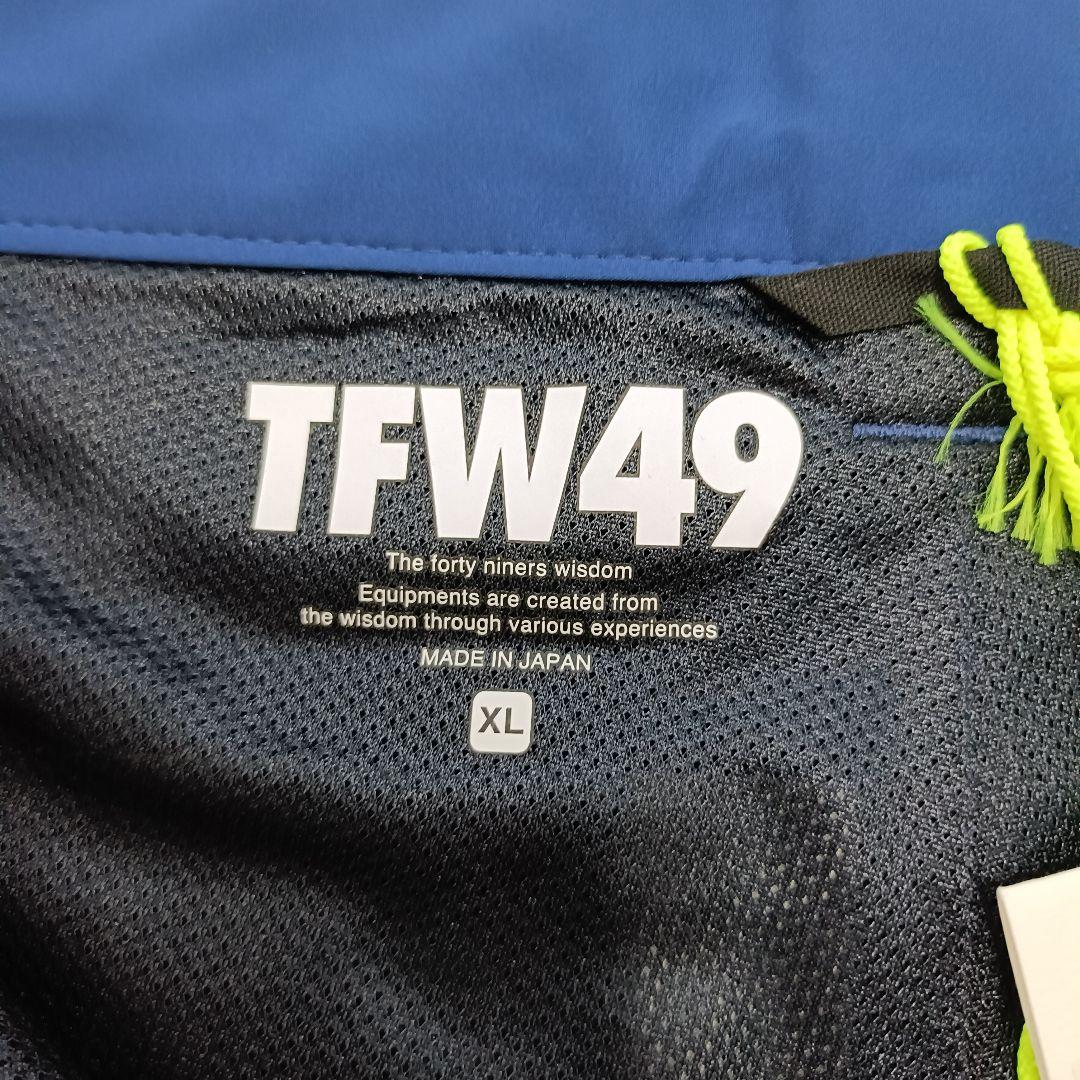 TFW49
The forty niners wisdom
Equipments are created from
the wisdom through various experiences
MADE IN JAPAN
XL